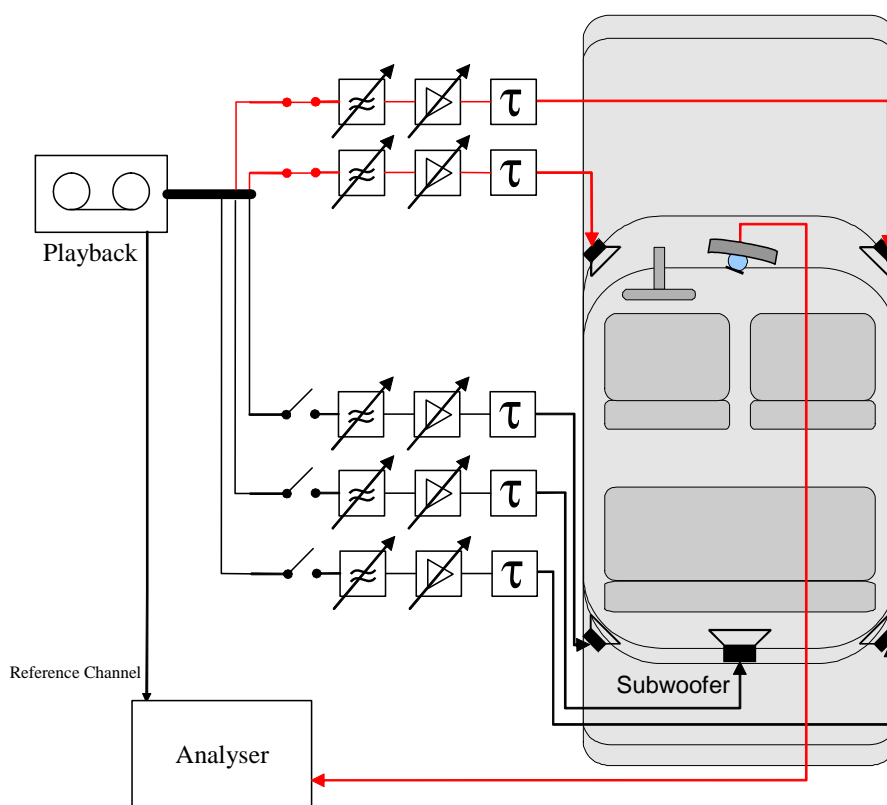 τ
τ
Playback
τ
τ
τ
Reference Channel
Subwoofer
Analyser